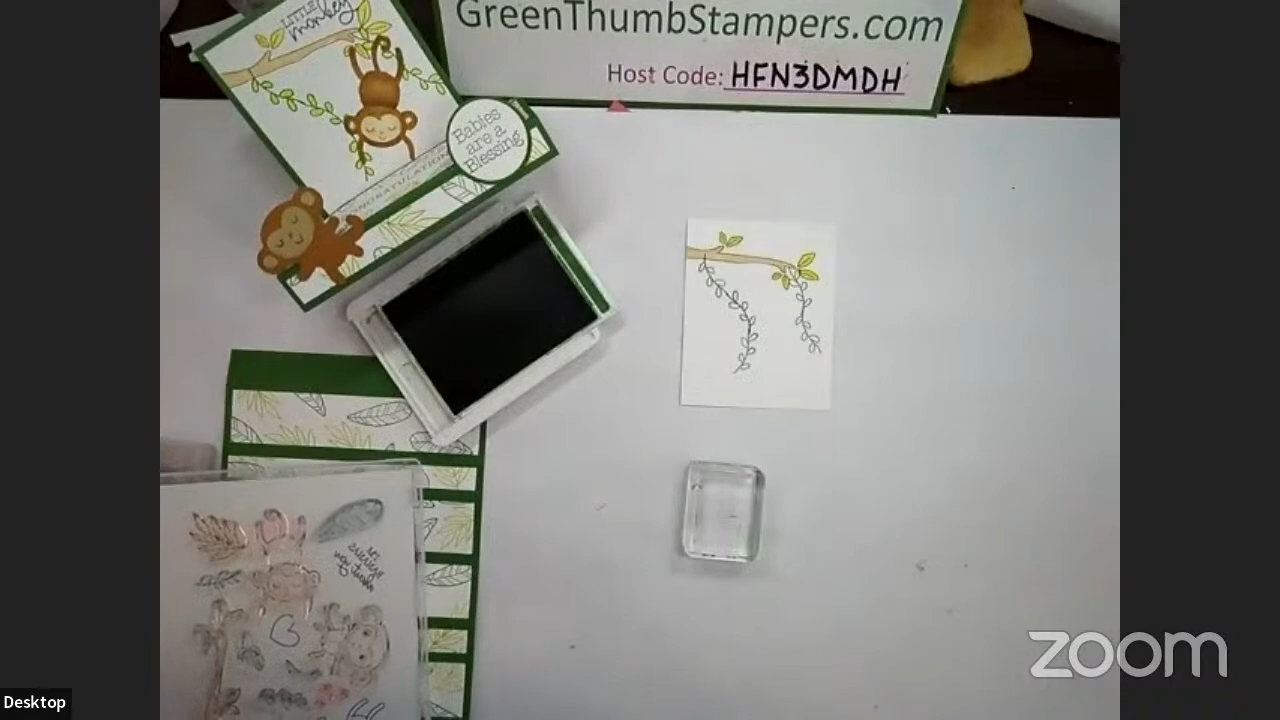 GreenThumbStampers.com
Host Code: HFN3DMDH
LITTLE
monkey
Babies
are a
Blessing
CONGRATULATIONS
zoom
Desktop